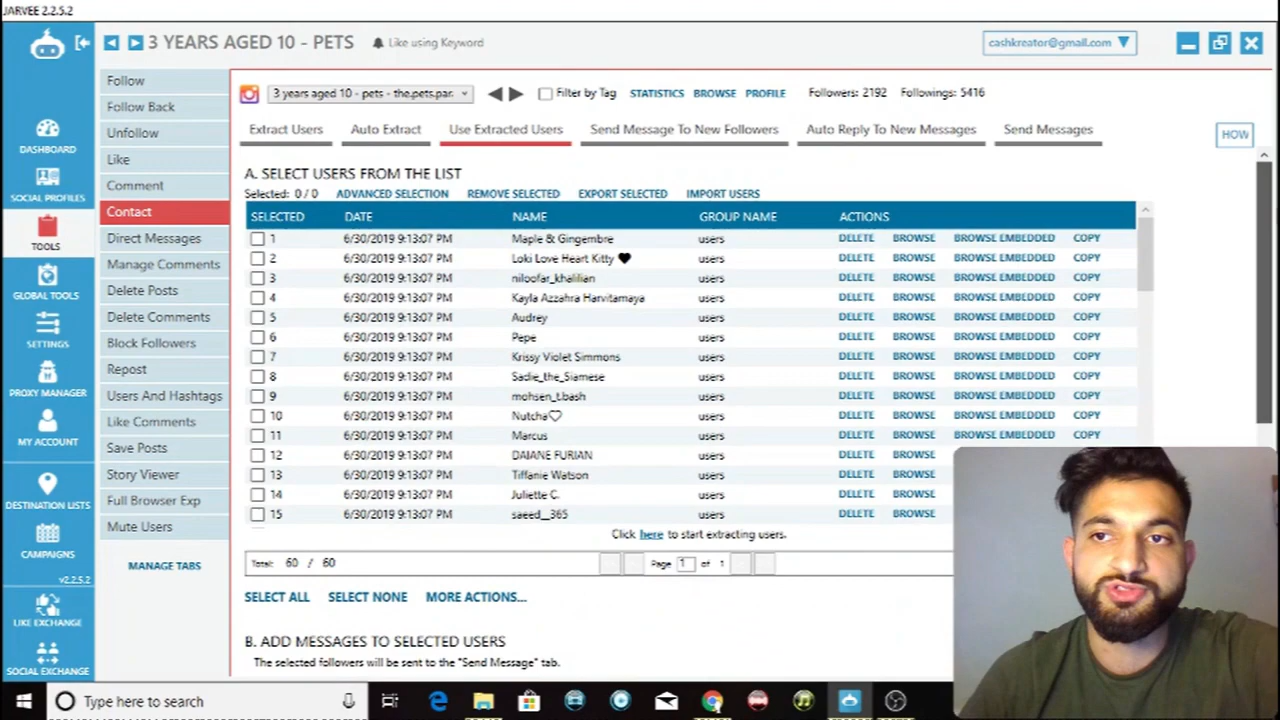 JARVEE 2.2.5.2
3 YEARS AGED 10 - PETS
Like using Keyword
cashkreator@gmail.com
3 years aged 10 - pets - the.pets.par.
Filter by Tag
STATISTICS
BROWSE
PROFILE
Followers: 2192
Followings: 5416
Extract Users
Auto Extract
Use Extracted Users
Send Message To New Followers
Auto Reply To New Messages
Send Messages
HOW
DASHBOARD
SOCIAL PROFILES
TOOLS
GLOBAL TOOLS
SETTINGS
PROXY MANAGER
MY ACCOUNT
DESTINATION LISTS
CAMPAIGNS
v2.2.5.2
LIKE EXCHANGE
SOCIAL EXCHANGE
Follow
Follow Back
Unfollow
Like
Comment
Contact
Direct Messages
Manage Comments
Delete Posts
Delete Comments
Block Followers
Repost
Users And Hashtags
Like Comments
Save Posts
Story Viewer
Full Browser Exp
Mute Users
MANAGE TABS
A. SELECT USERS FROM THE LIST
Selected: 0 / 0 ADVANCED SELECTION REMOVE SELECTED EXPORT SELECTED IMPORT USERS
SELECTED DATE NAME GROUP NAME ACTIONS
1 6/30/2019 9:13:07 PM Maple & Gingembre users DELETE BROWSE BROWSE EMBEDDED COPY
2 6/30/2019 9:13:07 PM Loki Love Heart Kitty 🖤 users DELETE BROWSE BROWSE EMBEDDED COPY
3 6/30/2019 9:13:07 PM niloofar_khalilian users DELETE BROWSE BROWSE EMBEDDED COPY
4 6/30/2019 9:13:07 PM Kayla Azzahra Harvitamaya users DELETE BROWSE BROWSE EMBEDDED COPY
5 6/30/2019 9:13:07 PM Audrey users DELETE BROWSE BROWSE EMBEDDED COPY
6 6/30/2019 9:13:07 PM Pepe users DELETE BROWSE BROWSE EMBEDDED COPY
7 6/30/2019 9:13:07 PM Krissy Violet Simmons users DELETE BROWSE BROWSE EMBEDDED COPY
8 6/30/2019 9:13:07 PM Sadie_the_Siamese users DELETE BROWSE BROWSE EMBEDDED COPY
9 6/30/2019 9:13:07 PM mohsen_t.bash users DELETE BROWSE BROWSE EMBEDDED COPY
10 6/30/2019 9:13:07 PM Nutcha♡ users DELETE BROWSE BROWSE EMBEDDED COPY
11 6/30/2019 9:13:07 PM Marcus users DELETE BROWSE BROWSE EMBEDDED COPY
12 6/30/2019 9:13:07 PM DAIANE FURIAN users DELETE BROWSE
13 6/30/2019 9:13:07 PM Tiffanie Watson users DELETE BROWSE
14 6/30/2019 9:13:07 PM Juliette C. users DELETE BROWSE
15 6/30/2019 9:13:07 PM saeed__365 users DELETE BROWSE
Click here to start extracting users.
Total: 60 / 60 Page 1 of 1
SELECT ALL SELECT NONE MORE ACTIONS...
B. ADD MESSAGES TO SELECTED USERS
The selected followers will be sent to the "Send Message" tab.
Type here to search